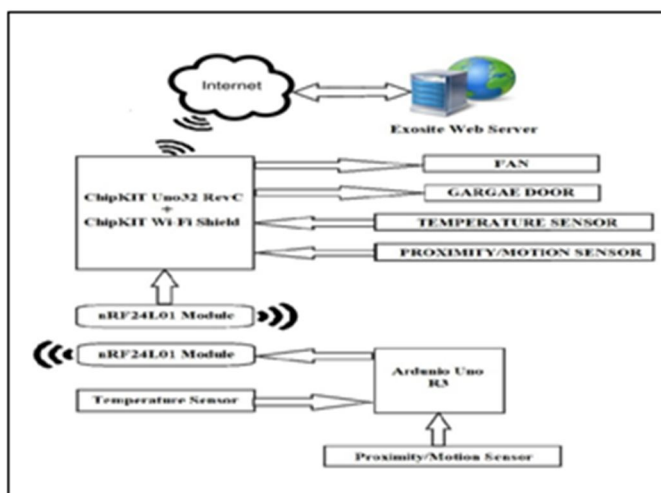 Internet
Exosite Web Server
ChipKIT Uno32 RevC
+
ChipKIT Wi-Fi Shield
FAN
GARGAE DOOR
TEMPERATURE SENSOR
PROXIMITY/MOTION SENSOR
nRF24L01 Module
nRF24L01 Module
Ardunio Uno
R3
Temperature Sensor
Proximity/Motion Sensor